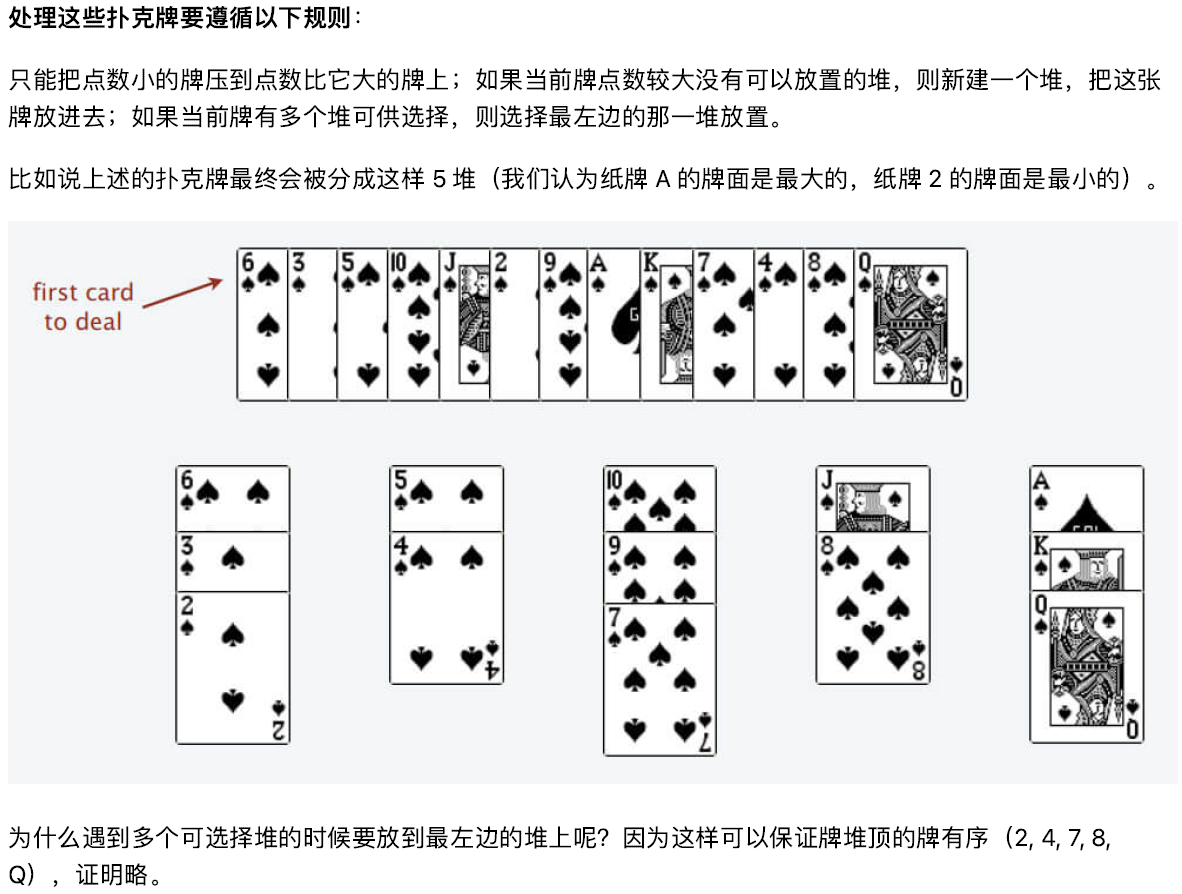 处理这些扑克牌要遵循以下规则：
只能把点数小的牌压到点数比它大的牌上；如果当前牌点数较大没有可以放置的堆，则新建一个堆，把这张
牌放进去；如果当前牌有多个堆可供选择，则选择最左边的那一堆放置。
比如说上述的扑克牌最终会被分成这样 5 堆（我们认为纸牌 A 的牌面是最大的，纸牌 2 的牌面是最小的）。
first card
to deal
6 3 5 10 J 2 9 A K 7 4 8 Q
Q
6 5 10 J A
3 4 9 8 K
2 7 Q
4 8
2 7 Q
为什么遇到多个可选择堆的时候要放到最左边的堆上呢？因为这样可以保证牌堆顶的牌有序（2, 4, 7, 8,
Q），证明略。